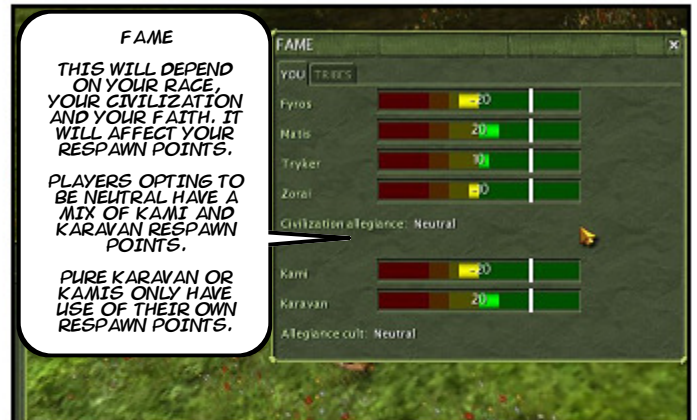 FAME
THIS WILL DEPEND
ON YOUR RACE,
YOUR CIVILIZATION
AND YOUR FAITH. IT
WILL AFFECT YOUR
RESPAWN POINTS.
PLAYERS OPTING TO
BE NEUTRAL HAVE A
MIX OF KAMI AND
KARAVAN RESPAWN
POINTS.
PURE KARAVAN OR
KAMIS ONLY HAVE
USE OF THEIR OWN
RESPAWN POINTS.
FAME
YOU TRIBES
Fyros -20
Matis 20
Tryker 10
Zorai -10
Civilization allegiance: Neutral
Kami -20
Karavan 20
Allegiance cult: Neutral